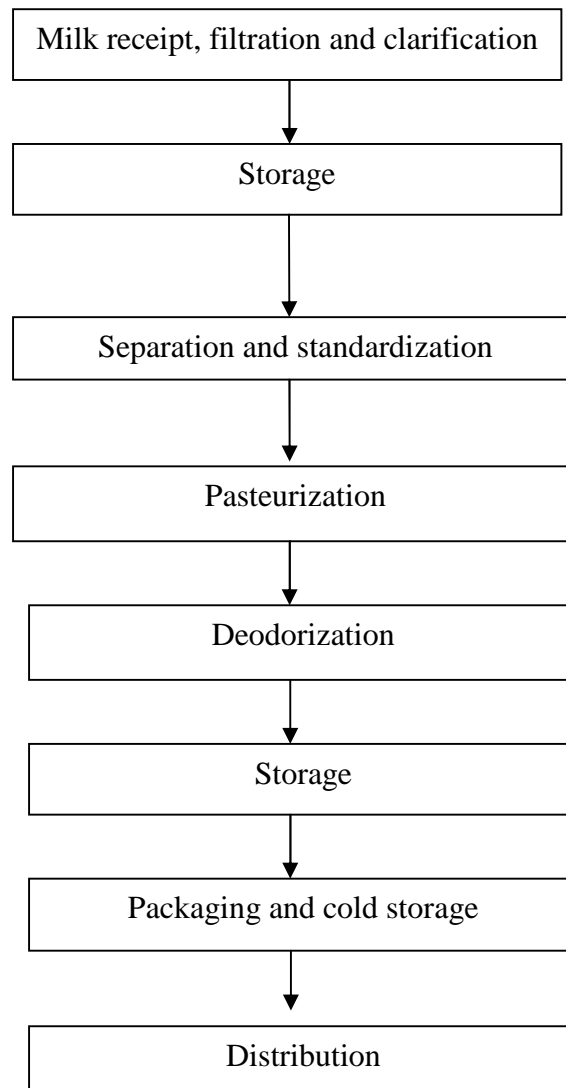 Milk receipt, filtration and clarification
Storage
Separation and standardization
Pasteurization
Deodorization
Storage
Packaging and cold storage
Distribution